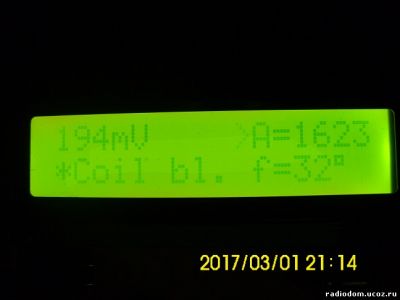 194mV >A=1623
*Coil bl. f=32°
2017/03/01 21:14
radiodom.ucoz.ru